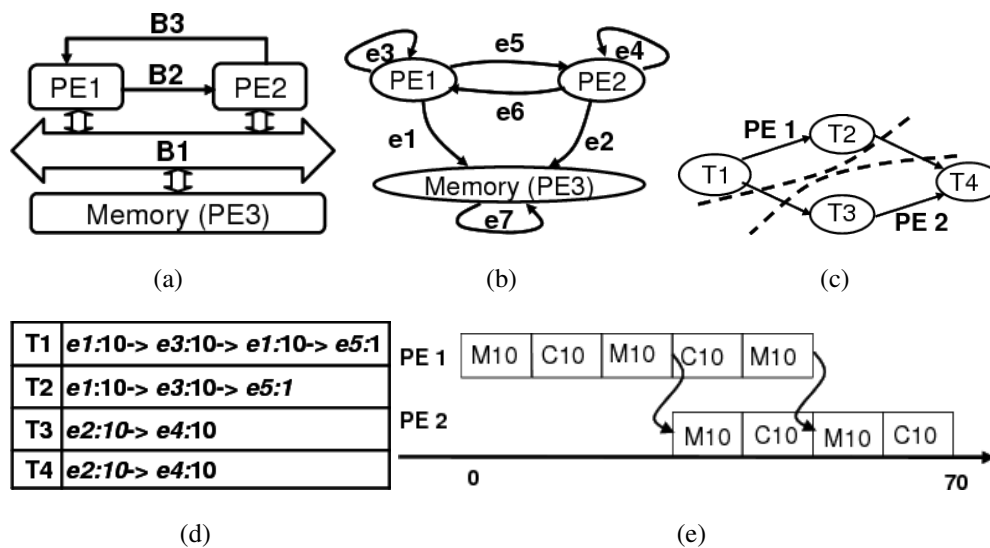 B3
PE1
B2
PE2
B1
Memory (PE3)
(a)
e3
e5
e4
PE1
PE2
e6
e1
e2
Memory (PE3)
e7
(b)
PE 1
T2
T1
T4
T3
PE 2
(c)
T1 e1:10-> e3:10-> e1:10-> e5:1
T2 e1:10-> e3:10-> e5:1
T3 e2:10-> e4:10
T4 e2:10-> e4:10
(d)
PE 1 M10 C10 M10 C10 M10
PE 2 M10 C10 M10 C10
0 70
(e)